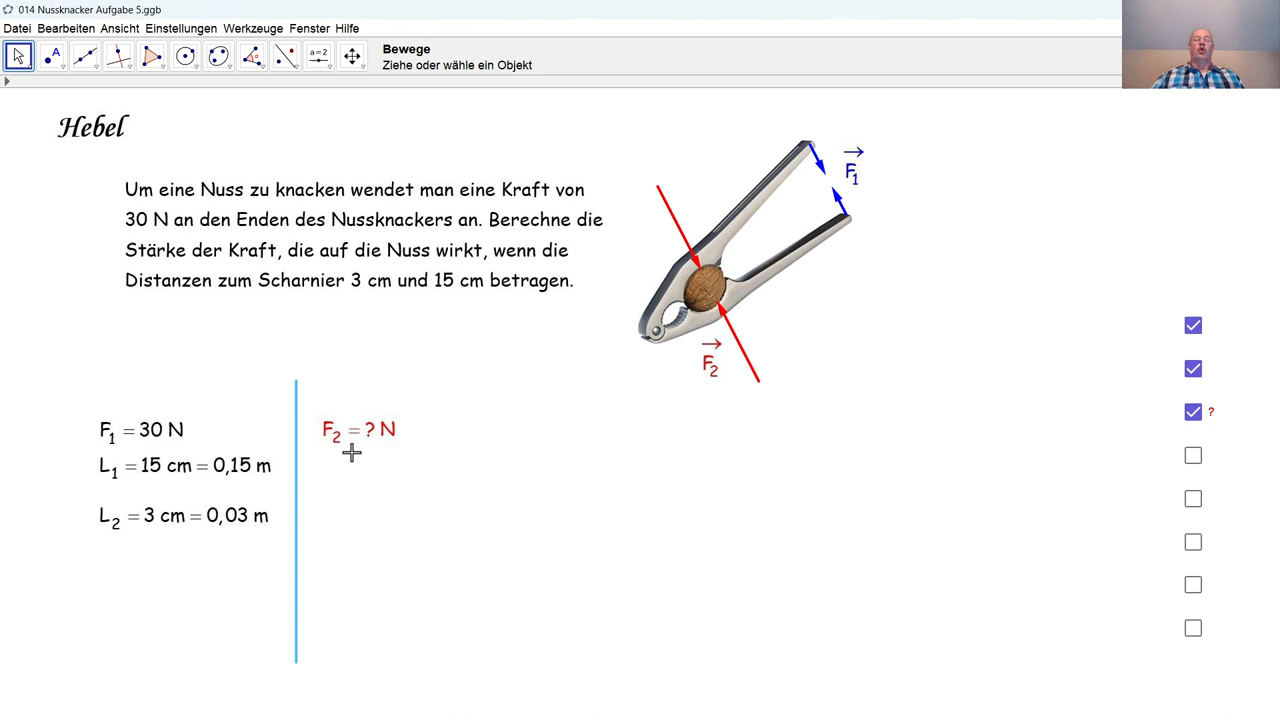 014 Nussknacker Aufgabe 5.ggb
Datei Bearbeiten Ansicht Einstellungen Werkzeuge Fenster Hilfe
A
a=2
Bewege
Ziehe oder wähle ein Objekt
Hebel
Um eine Nuss zu knacken wendet man eine Kraft von
30 N an den Enden des Nussknackers an. Berechne die
Stärke der Kraft, die auf die Nuss wirkt, wenn die
Distanzen zum Scharnier 3 cm und 15 cm betragen.
F₁
F₂
?
F₁ = 30 N
F₂ = ? N
L₁ = 15 cm = 0,15 m
L₂ = 3 cm = 0,03 m